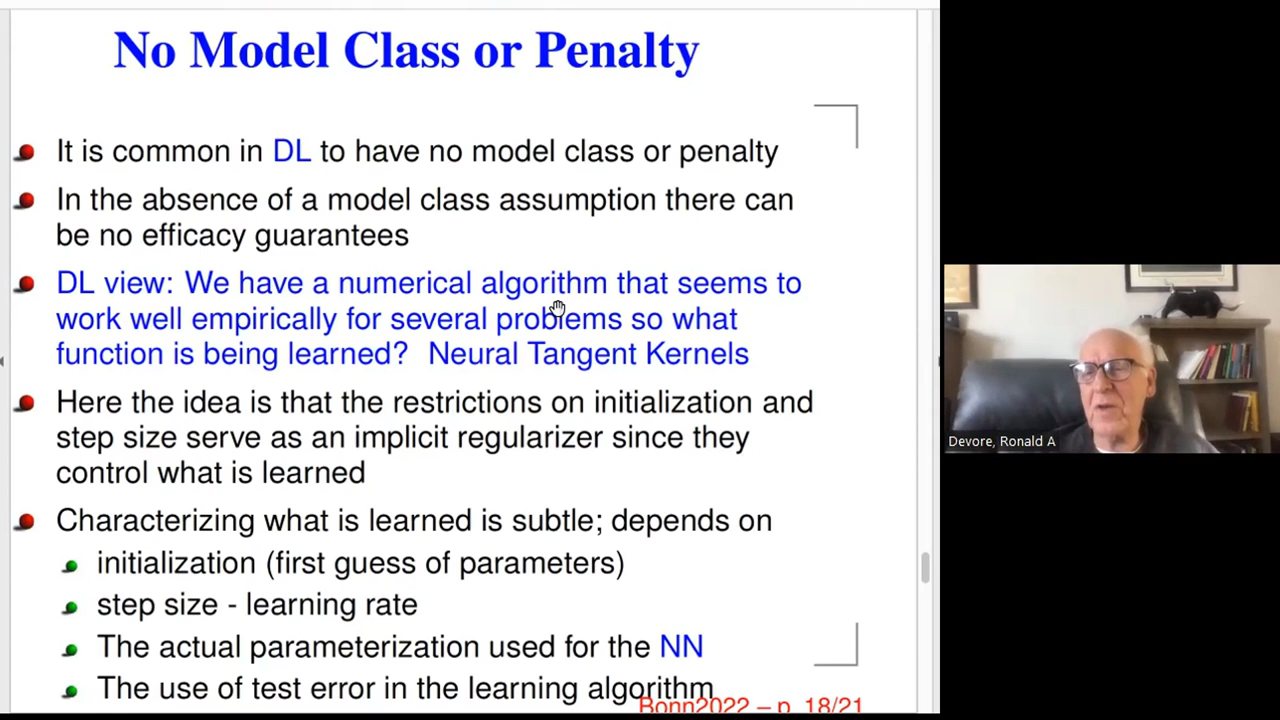 No Model Class or Penalty
It is common in DL to have no model class or penalty
In the absence of a model class assumption there can
be no efficacy guarantees
DL view: We have a numerical algorithm that seems to
work well empirically for several problems so what
function is being learned? Neural Tangent Kernels
Here the idea is that the restrictions on initialization and
step size serve as an implicit regularizer since they
control what is learned
Characterizing what is learned is subtle; depends on
initialization (first guess of parameters)
step size - learning rate
The actual parameterization used for the NN
The use of test error in the learning algorithm
Bonn2022 – p. 18/21
Devore, Ronald A